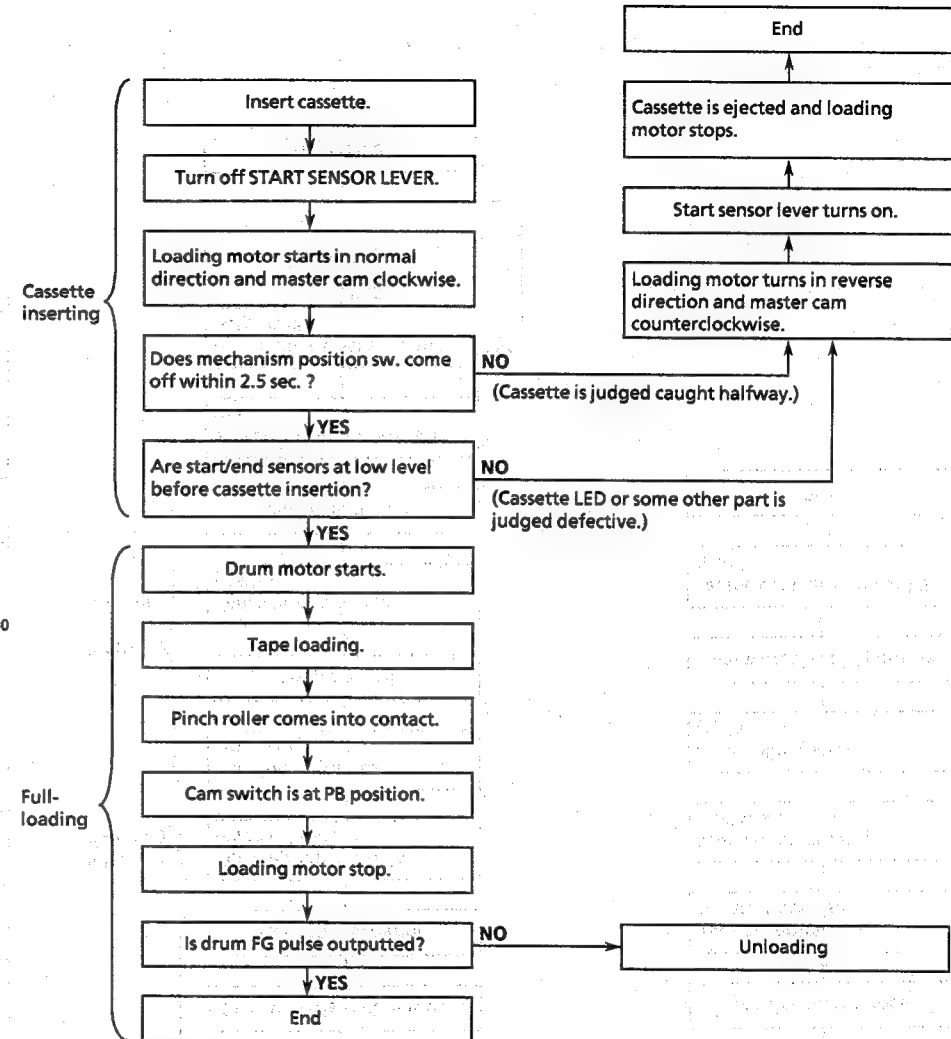 End
Cassette is ejected and loading
motor stops.
Start sensor lever turns on.
Loading motor turns in reverse
direction and master cam
counterclockwise.
Cassette
inserting
Insert cassette.
Turn off START SENSOR LEVER.
Loading motor starts in normal
direction and master cam clockwise.
Does mechanism position sw. come
off within 2.5 sec. ?
NO
(Cassette is judged caught halfway.)
YES
Are start/end sensors at low level
before cassette insertion?
NO
(Cassette LED or some other part is
judged defective.)
YES
Full-
loading
Drum motor starts.
Tape loading.
Pinch roller comes into contact.
Cam switch is at PB position.
Loading motor stop.
Is drum FG pulse outputted?
NO
Unloading
YES
End